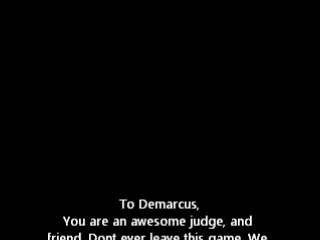 To Demarcus,
You are an awesome judge, and
friend. Dont ever leave this game. We